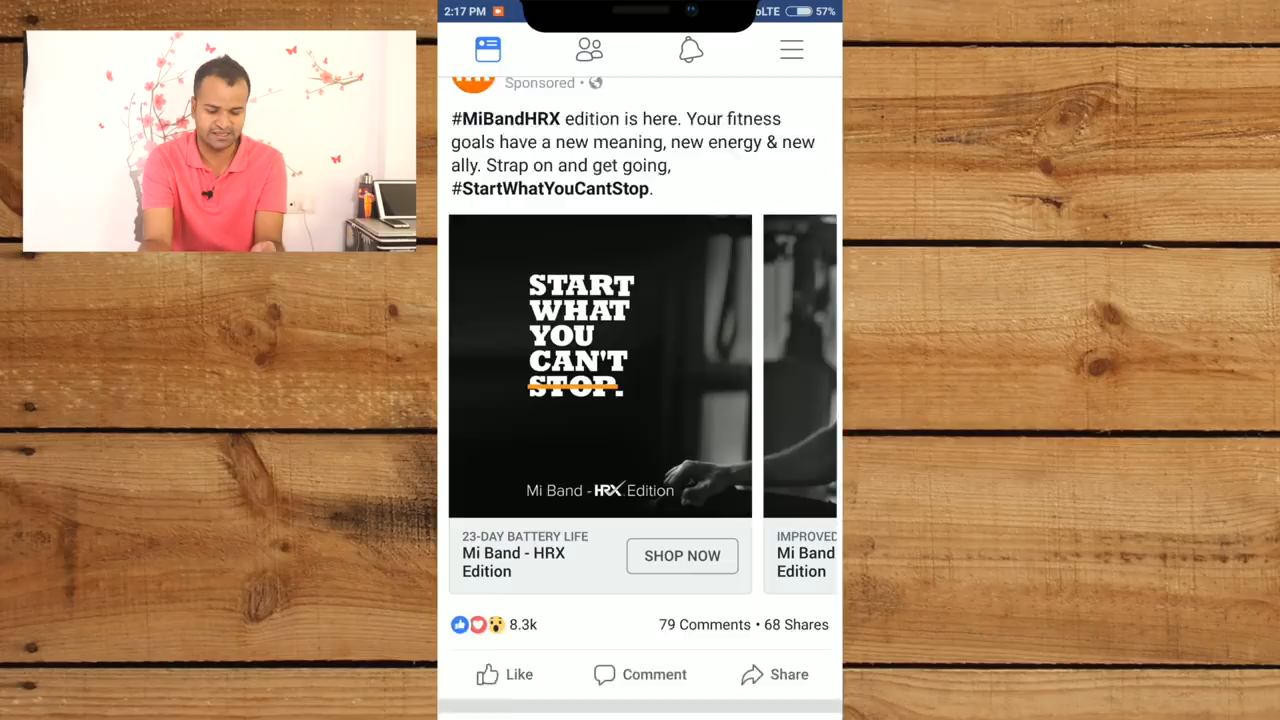 2:17 PM
LTE 57%
Sponsored •
#MiBandHRX edition is here. Your fitness
goals have a new meaning, new energy & new
ally. Strap on and get going,
#StartWhatYouCantStop.
START
WHAT
YOU
CAN'T
STOP.
Mi Band - HRX Edition
23-DAY BATTERY LIFE
Mi Band - HRX
Edition
SHOP NOW
IMPROVED
Mi Band
Edition
8.3k
79 Comments • 68 Shares
Like
Comment
Share